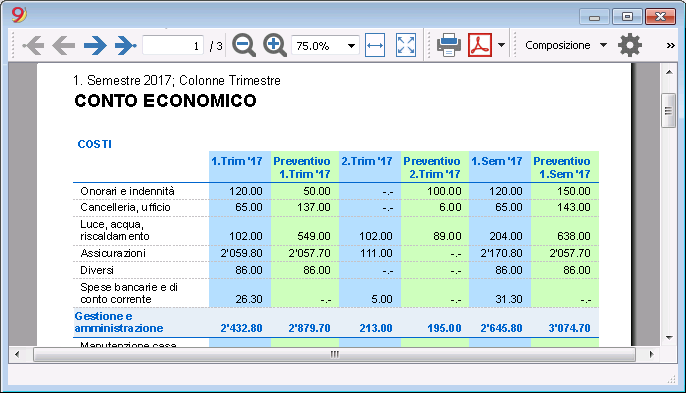 9
1 / 3 75.0% Composizione »
1. Semestre 2017; Colonne Trimestre
CONTO ECONOMICO
COSTI
1.Trim '17 Preventivo 1.Trim '17 2.Trim '17 Preventivo 2.Trim '17 1.Sem '17 Preventivo 1.Sem '17
Onorari e indennità 120.00 50.00 -.- 100.00 120.00 150.00
Cancelleria, ufficio 65.00 137.00 -.- 6.00 65.00 143.00
Luce, acqua,
riscaldamento 102.00 549.00 102.00 89.00 204.00 638.00
Assicurazioni 2'059.80 2'057.70 111.00 -.- 2'170.80 2'057.70
Diversi 86.00 86.00 -.- -.- 86.00 86.00
Spese bancarie e di
conto corrente 26.30 -.- 5.00 -.- 31.30 -.-
Gestione e
amministrazione 2'432.80 2'879.70 213.00 195.00 2'645.80 3'074.70
Manutenzione casa